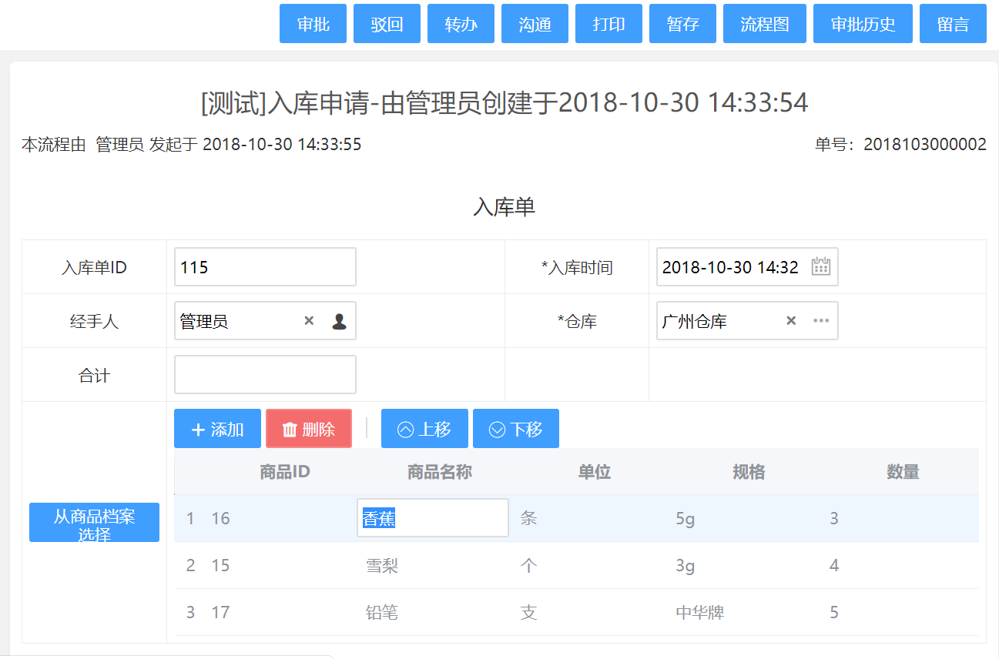 审批 驳回 转办 沟通 打印 暂存 流程图 审批历史 留言
[测试]入库申请-由管理员创建于2018-10-30 14:33:54
本流程由 管理员 发起于 2018-10-30 14:33:55 单号：2018103000002
入库单
入库单ID 115 *入库时间 2018-10-30 14:32
经手人 管理员 *仓库 广州仓库
合计
添加 删除 上移 下移
商品ID 商品名称 单位 规格 数量
从商品档案
选择
1 16 香蕉 条 5g 3
2 15 雪梨 个 3g 4
3 17 铅笔 支 中华牌 5